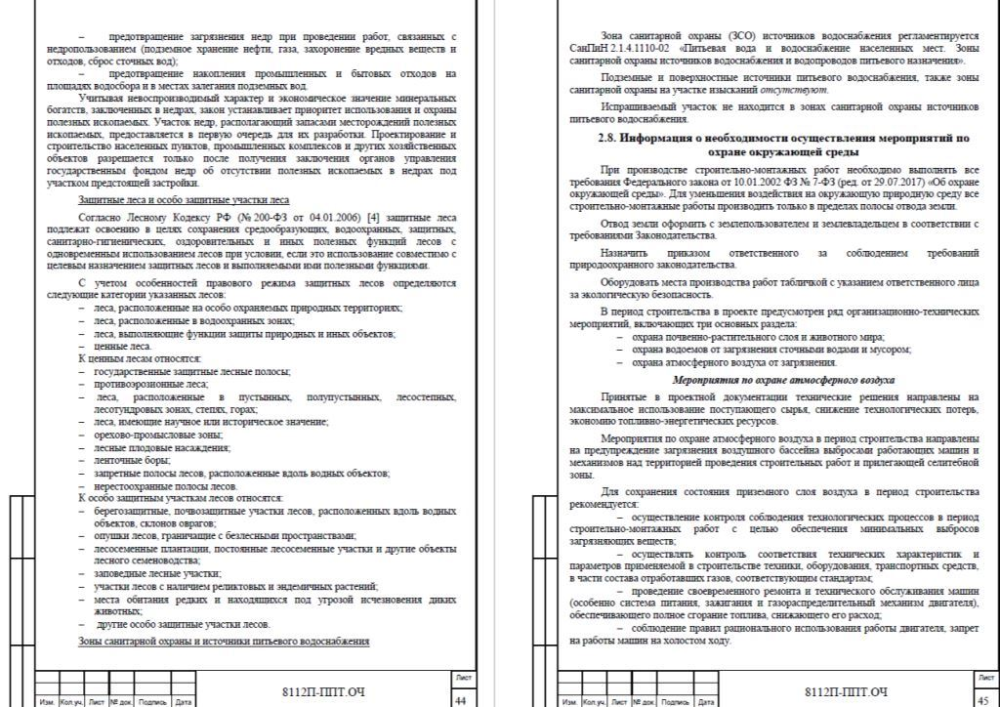 – предотвращение загрязнения недр при проведении работ, связанных с
недропользованием (подземное хранение нефти, газа, захоронение вредных веществ и
отходов, сброс сточных вод);
– предотвращение накопления промышленных и бытовых отходов на
площадях водосбора и в местах залегания подземных вод.
Учитывая невоспроизводимый характер и экономическое значение минеральных
богатств, заключенных в недрах, закон устанавливает приоритет использования и охраны
полезных ископаемых. Участок недр, располагающий запасами месторождений полезных
ископаемых, предоставляется в первую очередь для их разработки. Проектирование и
строительство населенных пунктов, промышленных комплексов и других хозяйственных
объектов разрешается только после получения заключения органов управления
государственным фондом недр об отсутствии полезных ископаемых в недрах под
участком предстоящей застройки.
Защитные леса и особо защитные участки леса
Согласно Лесному Кодексу РФ (№200-ФЗ от 04.01.2006) [4] защитные леса
подлежат освоению в целях сохранения средообразующих, водоохранных, защитных,
санитарно-гигиенических, оздоровительных и иных полезных функций лесов с
одновременным использованием лесов при условии, если это использование совместимо с
целевым назначением защитных лесов и выполняемыми ими полезными функциями.
С учетом особенностей правового режима защитных лесов определяются
следующие категории указанных лесов:
– леса, расположенные на особо охраняемых природных территориях;
– леса, расположенные в водоохранных зонах;
– леса, выполняющие функции защиты природных и иных объектов;
– ценные леса.
К ценным лесам относятся:
– государственные защитные лесные полосы;
– противоэрозионные леса;
– леса, расположенные в пустынных, полупустынных, лесостепных,
лесотундровых зонах, степях, горах;
– леса, имеющие научное или историческое значение;
– орехово-промысловые зоны;
– лесные плодовые насаждения;
– ленточные боры;
– запретные полосы лесов, расположенные вдоль водных объектов;
– нерестоохранные полосы лесов.
К особо защитным участкам лесов относятся:
– берегозащитные, почвозащитные участки лесов, расположенных вдоль водных
объектов, склонов оврагов;
– опушки лесов, граничащие с безлесными пространствами;
– лесосеменные плантации, постоянные лесосеменные участки и другие объекты
лесного семеноводства;
– заповедные лесные участки;
– участки лесов с наличием реликтовых и эндемичных растений;
– места обитания редких и находящихся под угрозой исчезновения диких
животных;
– другие особо защитные участки лесов.
Зоны санитарной охраны и источники питьевого водоснабжения
Изм. Кол.уч. Лист № док. Подпись Дата
8112П-ППТ.ОЧ
Лист
44
Зона санитарной охраны (ЗСО) источников водоснабжения регламентируется
СанПиН 2.1.4.1110-02 «Питьевая вода и водоснабжение населенных мест. Зоны
санитарной охраны источников водоснабжения и водопроводов питьевого назначения».
Подземные и поверхностные источники питьевого водоснабжения, также зоны
санитарной охраны на участке изысканий отсутствуют.
Испрашиваемый участок не находится в зонах санитарной охраны источников
питьевого водоснабжения.
2.8. Информация о необходимости осуществления мероприятий по
охране окружающей среды
При производстве строительно-монтажных работ необходимо выполнять все
требования Федерального закона от 10.01.2002 ФЗ № 7-ФЗ (ред. от 29.07.2017) «Об охране
окружающей среды». Для уменьшения воздействия на окружающую природную среду все
строительно-монтажные работы производить только в пределах полосы отвода земли.
Отвод земли оформить с землепользователем и землевладельцем в соответствии с
требованиями Законодательства.
Назначить приказом ответственного за соблюдением требований
природоохранного законодательства.
Оборудовать места производства работ табличкой с указанием ответственного лица
за экологическую безопасность.
В период строительства в проекте предусмотрен ряд организационно-технических
мероприятий, включающих три основных раздела:
– охрана почвенно-растительного слоя и животного мира;
– охрана водоемов от загрязнения сточными водами и мусором;
– охрана атмосферного воздуха от загрязнения.
Мероприятия по охране атмосферного воздуха
Принятые в проектной документации технические решения направлены на
максимальное использование поступающего сырья, снижение технологических потерь,
экономию топливно-энергетических ресурсов.
Мероприятия по охране атмосферного воздуха в период строительства направлены
на предупреждение загрязнения воздушного бассейна выбросами работающих машин и
механизмов над территорией проведения строительных работ и прилегающей селитебной
зоны.
Для сохранения состояния приземного слоя воздуха в период строительства
рекомендуется:
– осуществление контроля соблюдения технологических процессов в период
строительно-монтажных работ с целью обеспечения минимальных выбросов
загрязняющих веществ;
– осуществлять контроль соответствия технических характеристик и
параметров применяемой в строительстве техники, оборудования, транспортных средств,
в части состава отработавших газов, соответствующим стандартам;
– проведение своевременного ремонта и технического обслуживания машин
(особенно система питания, зажигания и газораспределительный механизм двигателя),
обеспечивающего полное сгорание топлива, снижающего его расход;
– соблюдение правил рационального использования работы двигателя, запрет
на работы машин на холостом ходу.
Изм. Кол.уч. Лист № док. Подпись Дата
8112П-ППТ.ОЧ
Лист
45